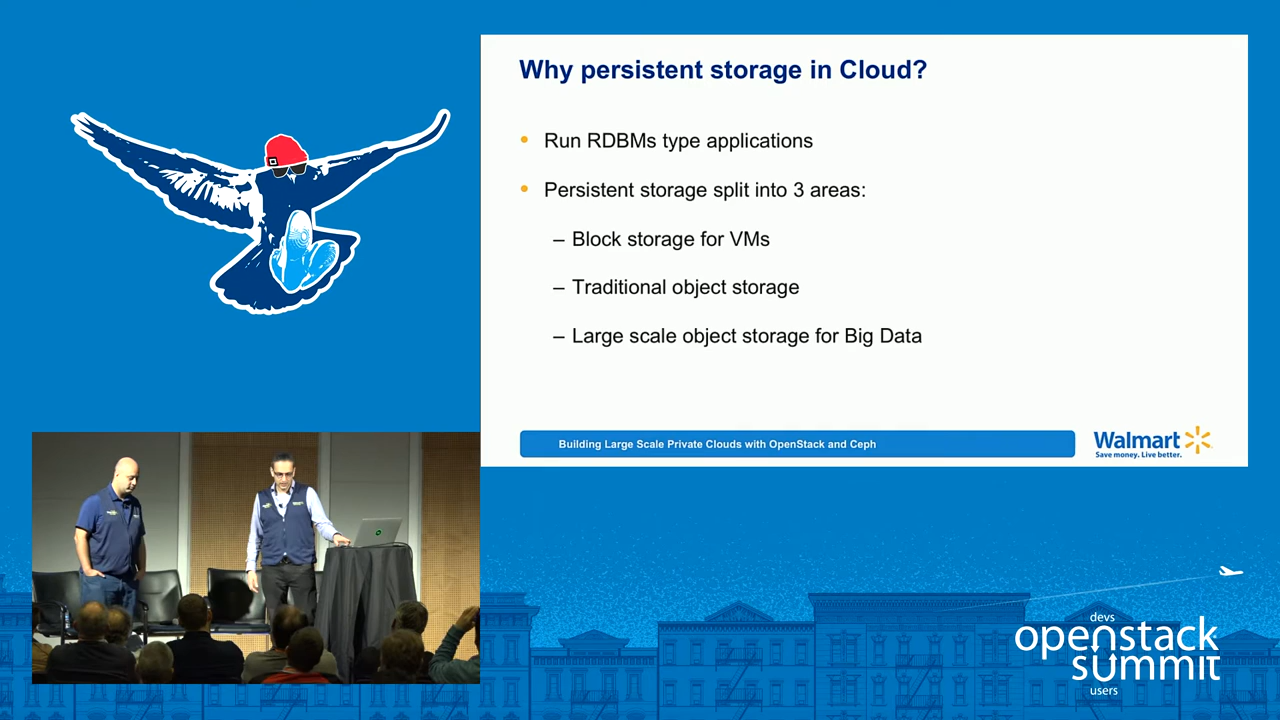 Why persistent storage in Cloud?
• Run RDBMs type applications
• Persistent storage split into 3 areas:
– Block storage for VMs
– Traditional object storage
– Large scale object storage for Big Data
Building Large Scale Private Clouds with OpenStack and Ceph
Walmart
Save money. Live better.
devs
openstack
summit
users